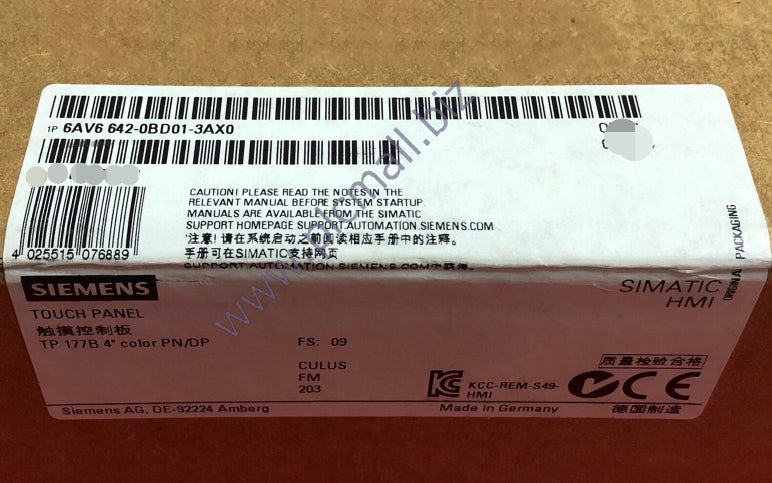 1P 6AV6 642-0BD01-3AX0
CAUTION! PLEASE READ THE NOTES IN THE
RELEVANT MANUAL BEFORE SYSTEM STARTUP.
MANUALS ARE AVAILABLE FROM THE SIMATIC
SUPPORT HOMEPAGE SUPPORT.AUTOMATION.SIEMENS.COM
注意! 请在系统启动之前阅读相应手册中的注释。
手册可在SIMATIC支持网页
SUPPORT.AUTOMATION.SIEMENS.COM中获得。
4 025515 076889
ORIGINAL PACKAGING
SIEMENS
SIMATIC
HMI
TOUCH PANEL
触摸控制板
TP 177B 4" color PN/DP
FS: 09
CULUS
FM
203
质量检验合格
KCC-REM-S49-
HMI
CE
Siemens AG, DE-92224 Amberg
Made in Germany
德国制造
www.plcmall.biz